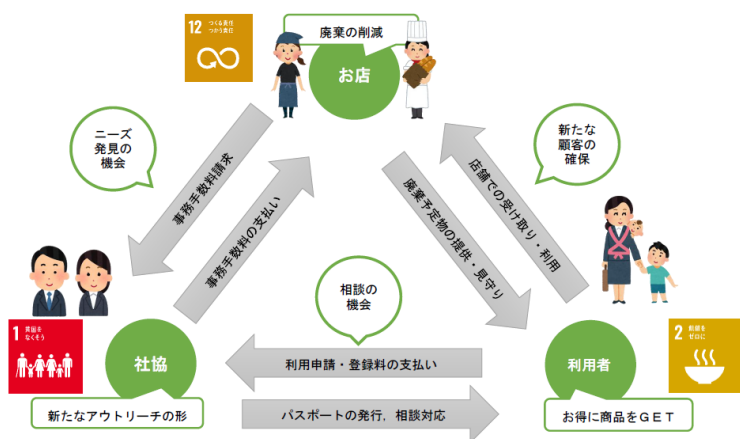 12 つくる責任
つかう責任
廃棄の削減
お店
ニーズ
発見の
機会
新たな
顧客の
確保
事務手数料請求
事務手数料の支払い
廃棄予定物の提供・見守り
店舗での受け取り・利用
相談の
機会
1 貧困を
なくそう
社協
新たなアウトリーチの形
利用申請・登録料の支払い
パスポートの発行，相談対応
利用者
2 飢餓を
ゼロに
お得に商品をＧＥＴ